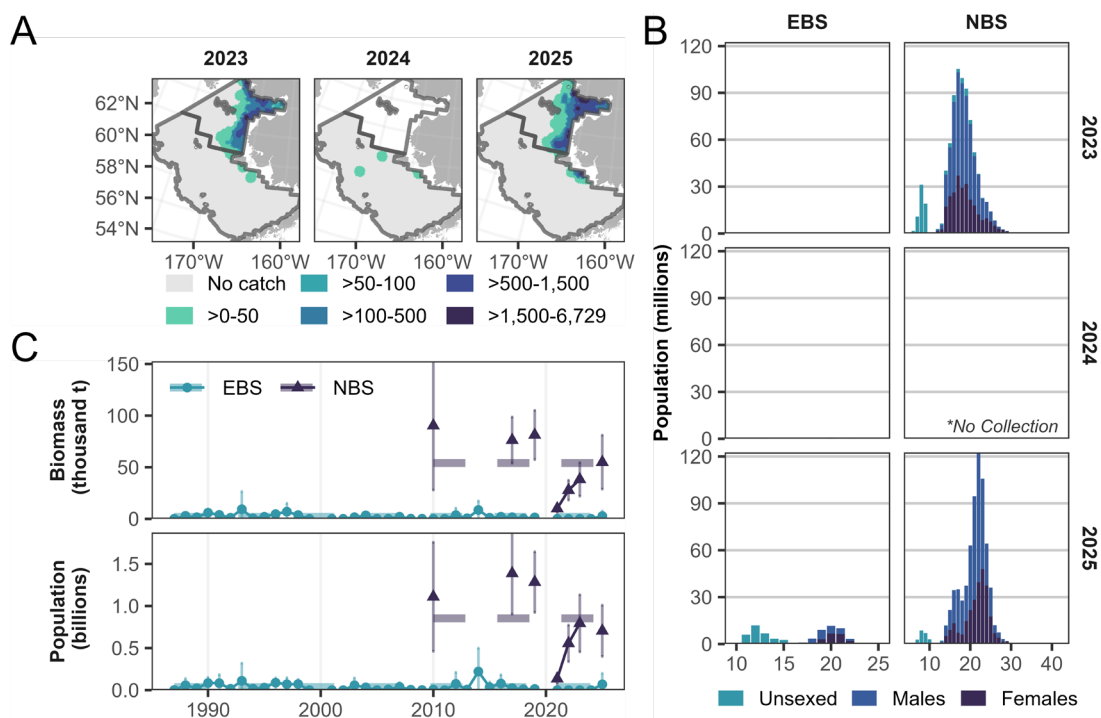 A
2023
2024
2025
62°N
60°N
58°N
56°N
54°N
170°W
160°W
170°W
160°W
170°W
160°W
No catch
>50-100
>500-1,500
>0-50
>100-500
>1,500-6,729
B
EBS
NBS
Population (millions)
120
90
60
30
0
2023
120
90
60
30
0
*No Collection
2024
120
90
60
30
0
2025
10
15
20
25
10
20
30
40
Unsexed
Males
Females
C
Biomass
(thousand t)
150
100
50
0
EBS
NBS
Population
(billions)
1.5
1.0
0.5
0.0
1990
2000
2010
2020